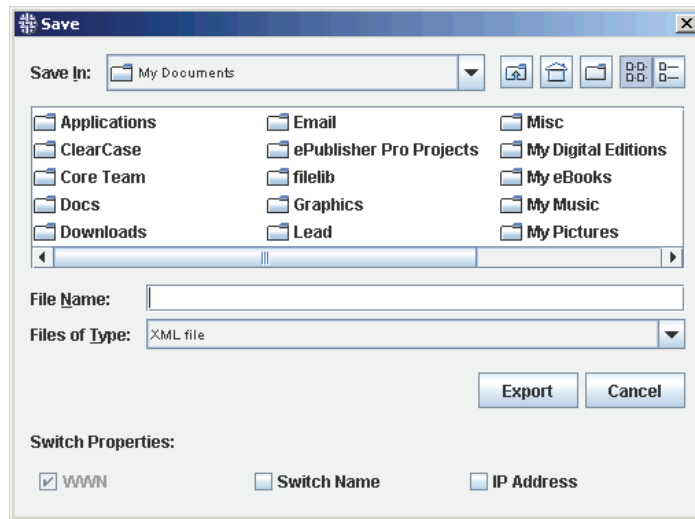 Save
Save In: My Documents
Applications Email Misc
ClearCase ePublisher Pro Projects My Digital Editions
Core Team filelib My eBooks
Docs Graphics My Music
Downloads Lead My Pictures
File Name:
Files of Type: XML file
Export Cancel
Switch Properties:
WWN Switch Name IP Address